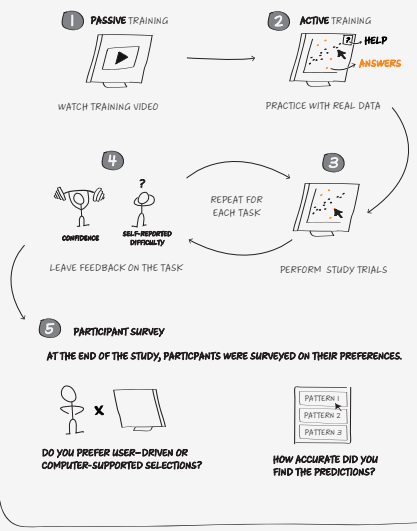 1 PASSIVE TRAINING
WATCH TRAINING VIDEO
2 ACTIVE TRAINING
? HELP
ANSWERS
PRACTICE WITH REAL DATA
3
PERFORM STUDY TRIALS
REPEAT FOR
EACH TASK
4
?
CONFIDENCE
SELF-REPORTED
DIFFICULTY
LEAVE FEEDBACK ON THE TASK
5 PARTICIPANT SURVEY
AT THE END OF THE STUDY, PARTICPANTS WERE SURVEYED ON THEIR PREFERENCES.
X
DO YOU PREFER USER-DRIVEN OR
COMPUTER-SUPPORTED SELECTIONS?
PATTERN 1
PATTERN 2
PATTERN 3
HOW ACCURATE DID YOU
FIND THE PREDICTIONS?